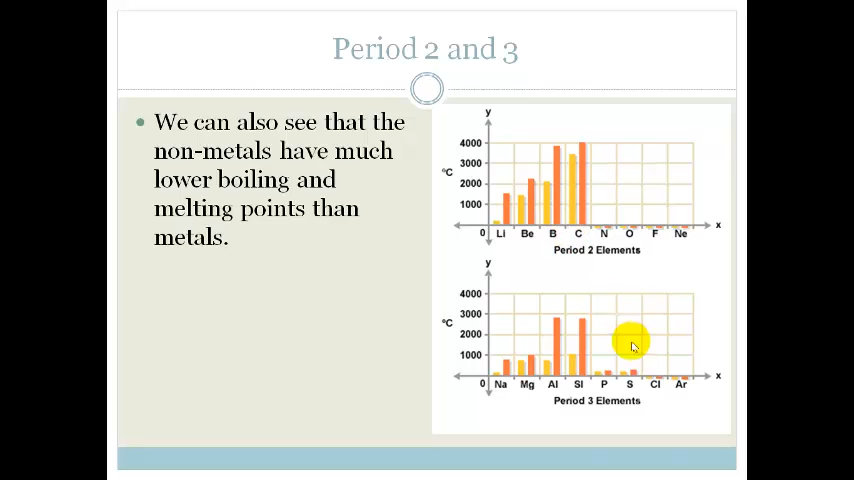 Period 2 and 3
• We can also see that the
non-metals have much
lower boiling and
melting points than
metals.
y
4000
3000
°C
2000
1000
0
x
Li Be B C N O F Ne
Period 2 Elements
y
4000
3000
°C
2000
1000
0
x
Na Mg Al SI P S Cl Ar
Period 3 Elements